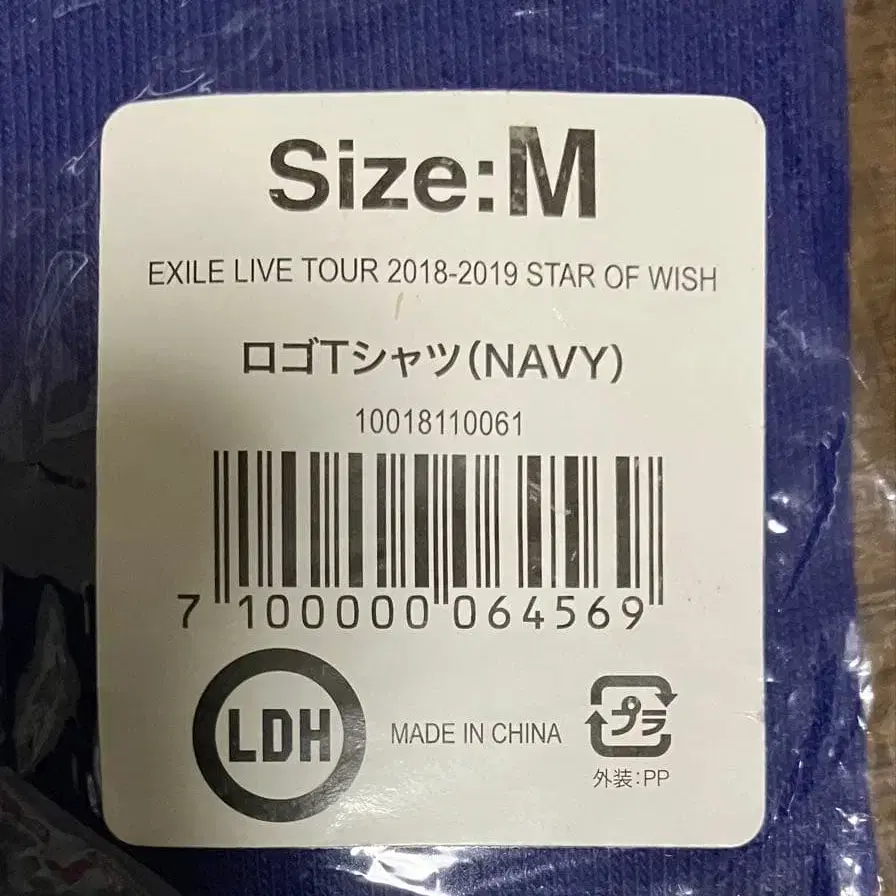 Size:M
EXILE LIVE TOUR 2018-2019 STAR OF WISH
ロゴTシャツ(NAVY)
10018110061
7 100000 064569
LDH
MADE IN CHINA
プラ
外装:PP